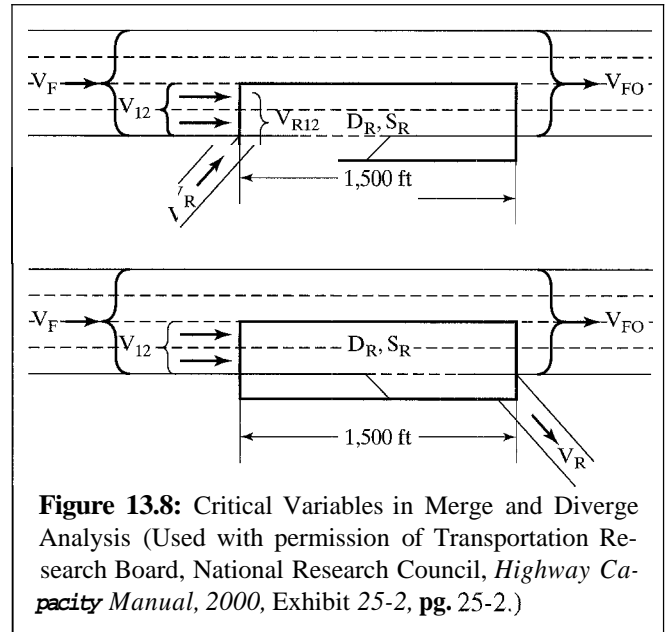 V_F
V_12
V_R12
D_R, S_R
V_FO
V_R
1,500 ft
V_F
V_12
D_R, S_R
V_FO
1,500 ft
V_R
Figure 13.8: Critical Variables in Merge and Diverge
Analysis (Used with permission of Transportation Re-
search Board, National Research Council, Highway Ca-
pacity Manual, 2000, Exhibit 25-2, pg. 25-2.)